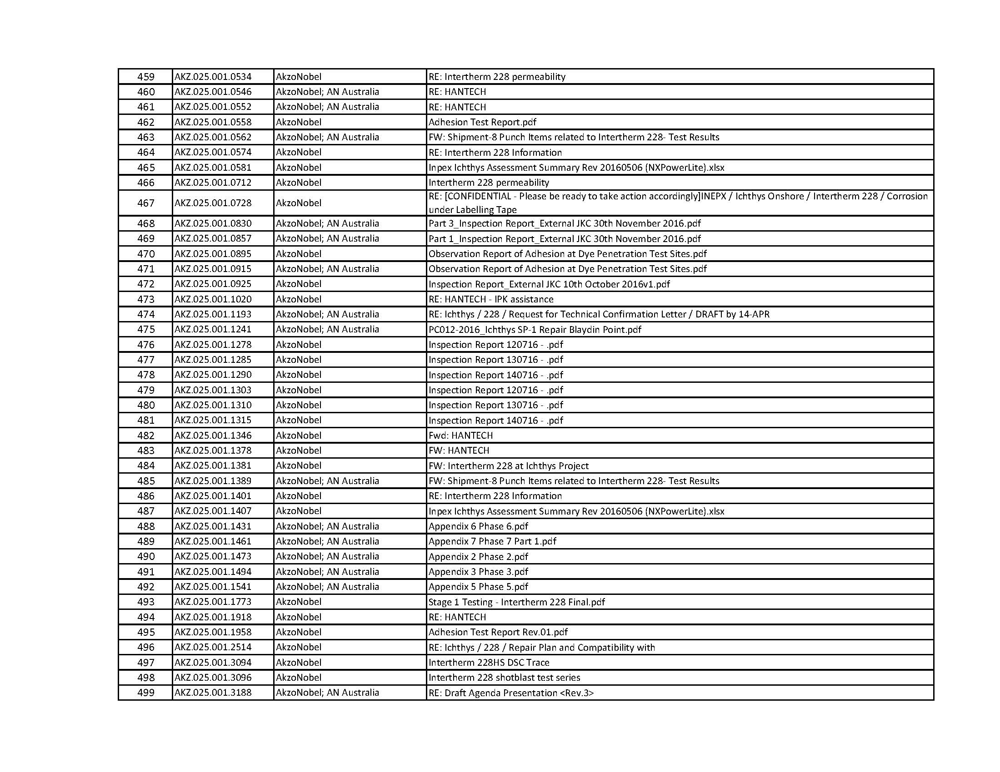 459 AKZ.025.001.0534 AkzoNobel RE: Intertherm 228 permeability
460 AKZ.025.001.0546 AkzoNobel; AN Australia RE: HANTECH
461 AKZ.025.001.0552 AkzoNobel; AN Australia RE: HANTECH
462 AKZ.025.001.0558 AkzoNobel Adhesion Test Report.pdf
463 AKZ.025.001.0562 AkzoNobel; AN Australia FW: Shipment-8 Punch Items related to Intertherm 228- Test Results
464 AKZ.025.001.0574 AkzoNobel RE: Intertherm 228 Information
465 AKZ.025.001.0581 AkzoNobel Inpex Ichthys Assessment Summary Rev 20160506 (NXPowerLite).xlsx
466 AKZ.025.001.0712 AkzoNobel Intertherm 228 permeability
467 AKZ.025.001.0728 AkzoNobel RE: [CONFIDENTIAL - Please be ready to take action accordingly]INEPX / Ichthys Onshore / Intertherm 228 / Corrosion
under Labelling Tape
468 AKZ.025.001.0830 AkzoNobel; AN Australia Part 3_Inspection Report_External JKC 30th November 2016.pdf
469 AKZ.025.001.0857 AkzoNobel; AN Australia Part 1_Inspection Report_External JKC 30th November 2016.pdf
470 AKZ.025.001.0895 AkzoNobel Observation Report of Adhesion at Dye Penetration Test Sites.pdf
471 AKZ.025.001.0915 AkzoNobel; AN Australia Observation Report of Adhesion at Dye Penetration Test Sites.pdf
472 AKZ.025.001.0925 AkzoNobel Inspection Report_External JKC 10th October 2016v1.pdf
473 AKZ.025.001.1020 AkzoNobel RE: HANTECH - IPK assistance
474 AKZ.025.001.1193 AkzoNobel; AN Australia RE: Ichthys / 228 / Request for Technical Confirmation Letter / DRAFT by 14-APR
475 AKZ.025.001.1241 AkzoNobel; AN Australia PC012-2016_Ichthys SP-1 Repair Blaydin Point.pdf
476 AKZ.025.001.1278 AkzoNobel Inspection Report 120716 - .pdf
477 AKZ.025.001.1285 AkzoNobel Inspection Report 130716 - .pdf
478 AKZ.025.001.1290 AkzoNobel Inspection Report 140716 - .pdf
479 AKZ.025.001.1303 AkzoNobel Inspection Report 120716 - .pdf
480 AKZ.025.001.1310 AkzoNobel Inspection Report 130716 - .pdf
481 AKZ.025.001.1315 AkzoNobel Inspection Report 140716 - .pdf
482 AKZ.025.001.1346 AkzoNobel Fwd: HANTECH
483 AKZ.025.001.1378 AkzoNobel FW: HANTECH
484 AKZ.025.001.1381 AkzoNobel FW: Intertherm 228 at Ichthys Project
485 AKZ.025.001.1389 AkzoNobel; AN Australia FW: Shipment-8 Punch Items related to Intertherm 228- Test Results
486 AKZ.025.001.1401 AkzoNobel RE: Intertherm 228 Information
487 AKZ.025.001.1407 AkzoNobel Inpex Ichthys Assessment Summary Rev 20160506 (NXPowerLite).xlsx
488 AKZ.025.001.1431 AkzoNobel; AN Australia Appendix 6 Phase 6.pdf
489 AKZ.025.001.1461 AkzoNobel; AN Australia Appendix 7 Phase 7 Part 1.pdf
490 AKZ.025.001.1473 AkzoNobel; AN Australia Appendix 2 Phase 2.pdf
491 AKZ.025.001.1494 AkzoNobel; AN Australia Appendix 3 Phase 3.pdf
492 AKZ.025.001.1541 AkzoNobel; AN Australia Appendix 5 Phase 5.pdf
493 AKZ.025.001.1773 AkzoNobel Stage 1 Testing - Intertherm 228 Final.pdf
494 AKZ.025.001.1918 AkzoNobel RE: HANTECH
495 AKZ.025.001.1958 AkzoNobel Adhesion Test Report Rev.01.pdf
496 AKZ.025.001.2514 AkzoNobel RE: Ichthys / 228 / Repair Plan and Compatibility with
497 AKZ.025.001.3094 AkzoNobel Intertherm 228HS DSC Trace
498 AKZ.025.001.3096 AkzoNobel Intertherm 228 shotblast test series
499 AKZ.025.001.3188 AkzoNobel; AN Australia RE: Draft Agenda Presentation <Rev.3>